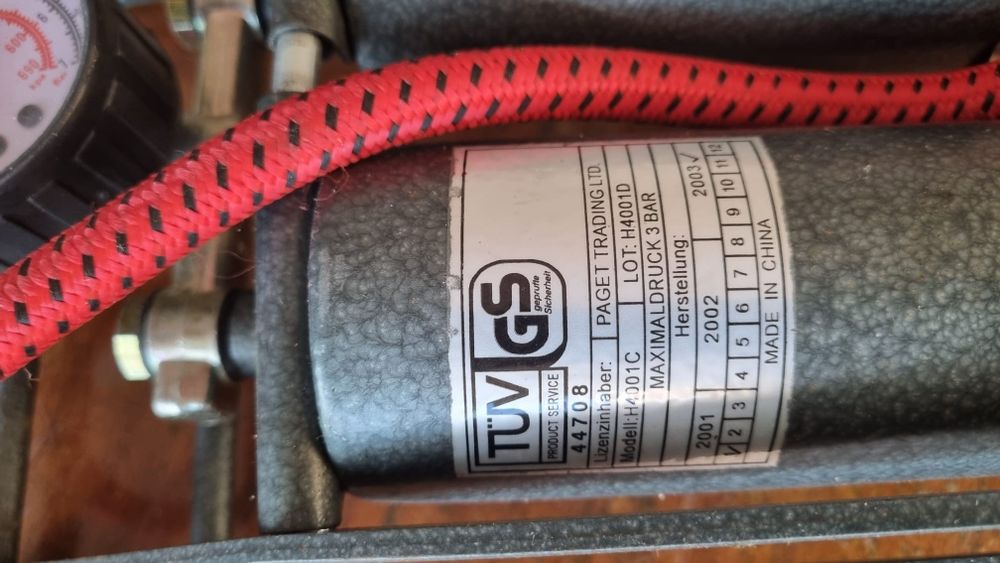 TÜV GS geprüfte Sicherheit
PRODUCT SERVICE
44708
Lizenzinhaber: PAGET TRADING LTD.
Modell:H4001C LOT: H4001D
MAXIMALDRUCK 3 BAR
Herstellung:
2001 2002 2003✓
1 2 3 4 5 6 7 8 9 10 11 12
MADE IN CHINA
600